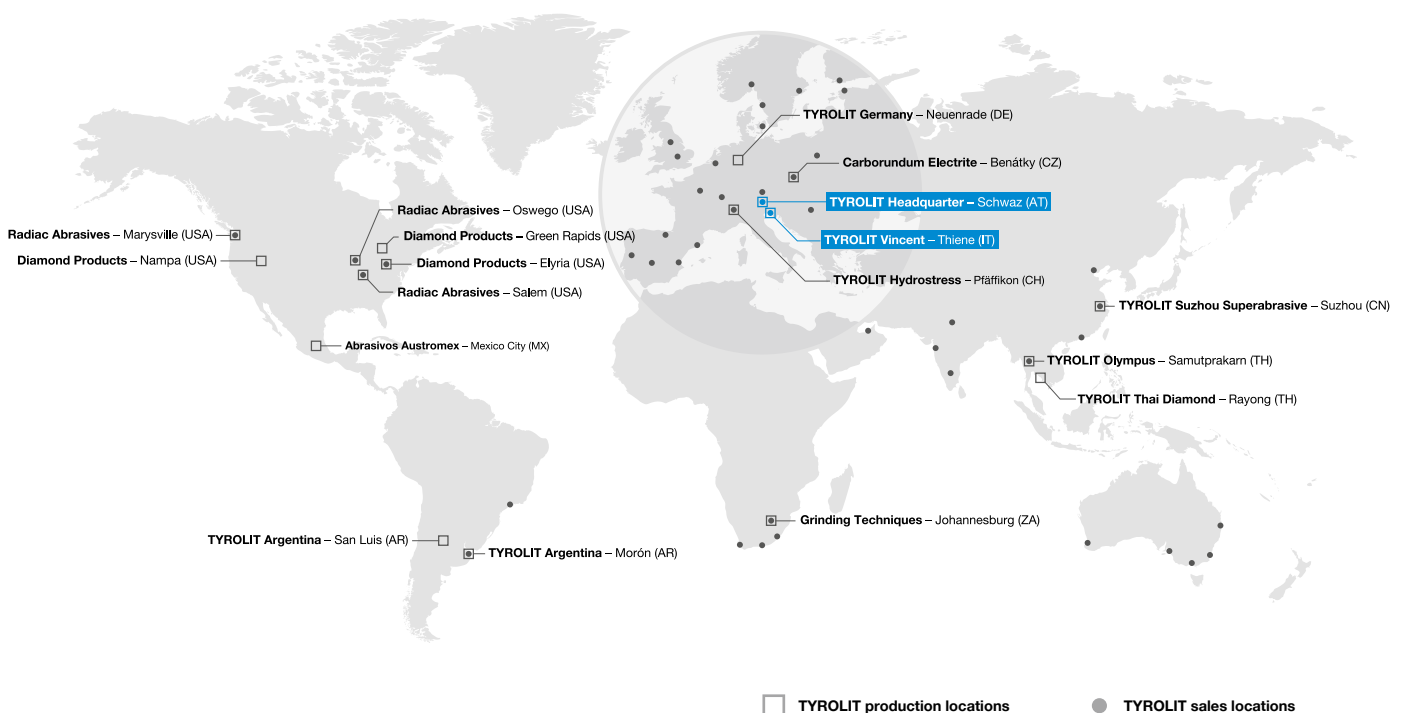 TYROLIT Germany – Neuenrade (DE)
Carborundum Electrite – Benátky (CZ)
TYROLIT Headquarter – Schwaz (AT)
Radiac Abrasives – Oswego (USA)
Radiac Abrasives – Marysville (USA)
Diamond Products – Green Rapids (USA)
TYROLIT Vincent – Thiene (IT)
Diamond Products – Nampa (USA)
Diamond Products – Elyria (USA)
TYROLIT Hydrostress – Pfäffikon (CH)
Radiac Abrasives – Salem (USA)
TYROLIT Suzhou Superabrasive – Suzhou (CN)
Abrasivos Austromex – Mexico City (MX)
TYROLIT Olympus – Samutprakarn (TH)
TYROLIT Thai Diamond – Rayong (TH)
Grinding Techniques – Johannesburg (ZA)
TYROLIT Argentina – San Luis (AR)
TYROLIT Argentina – Morón (AR)
TYROLIT production locations
TYROLIT sales locations